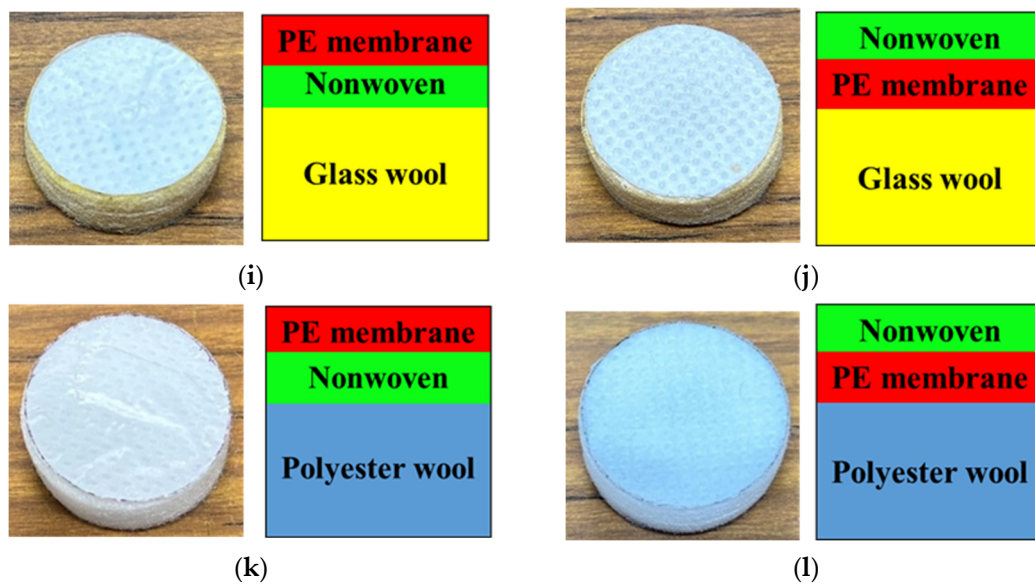 PE membrane
Nonwoven
Glass wool
(i)
Nonwoven
PE membrane
Glass wool
(j)
PE membrane
Nonwoven
Polyester wool
(k)
Nonwoven
PE membrane
Polyester wool
(l)